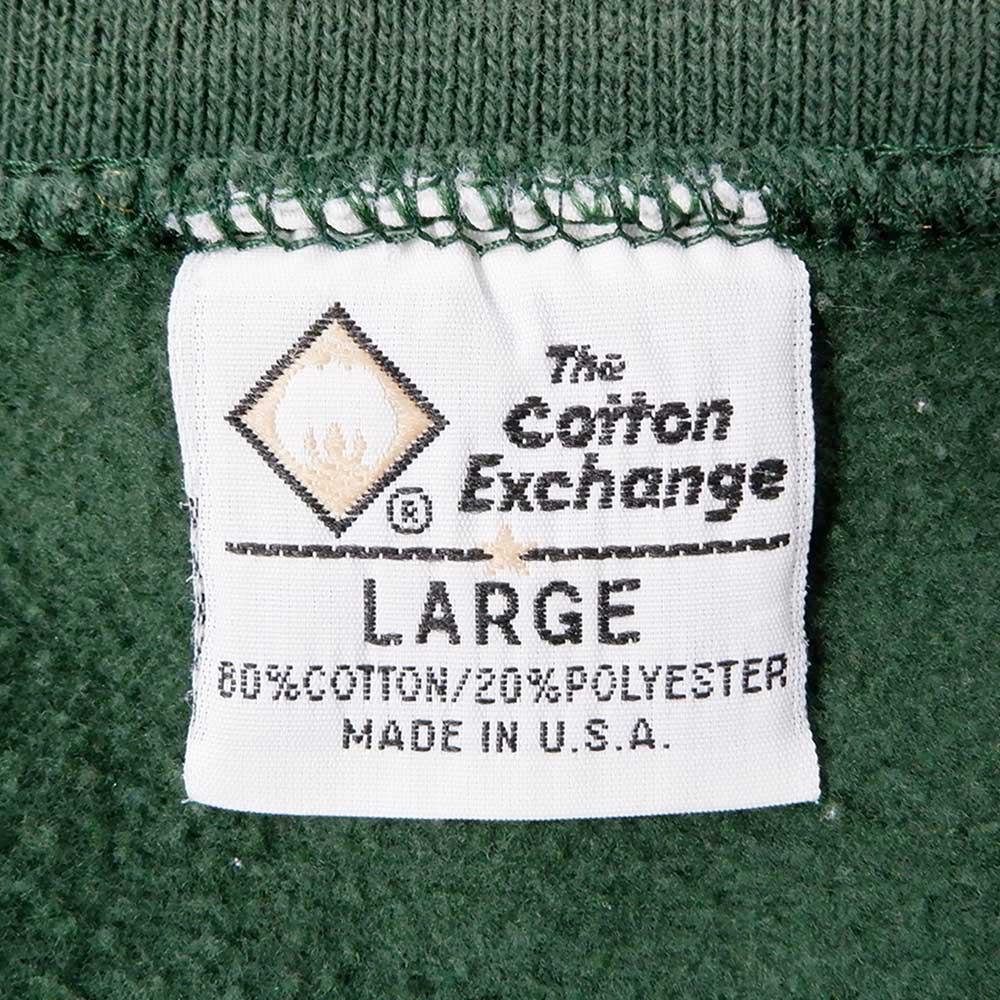 The
Cotton
Exchange
®
LARGE
80%COTTON/20%POLYESTER
MADE IN U.S.A.